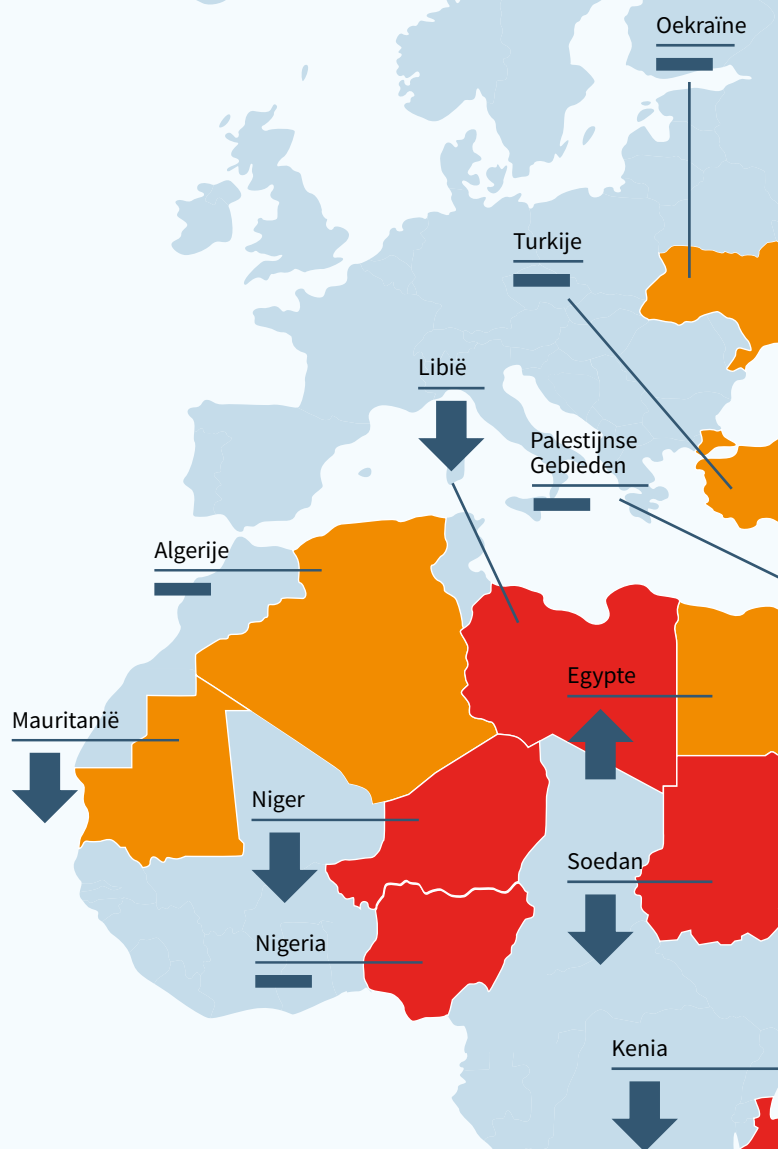 Oekraïne
Turkije
Libië
Palestijnse
Gebieden
Algerije
Egypte
Mauritanië
Niger
Soedan
Nigeria
Kenia